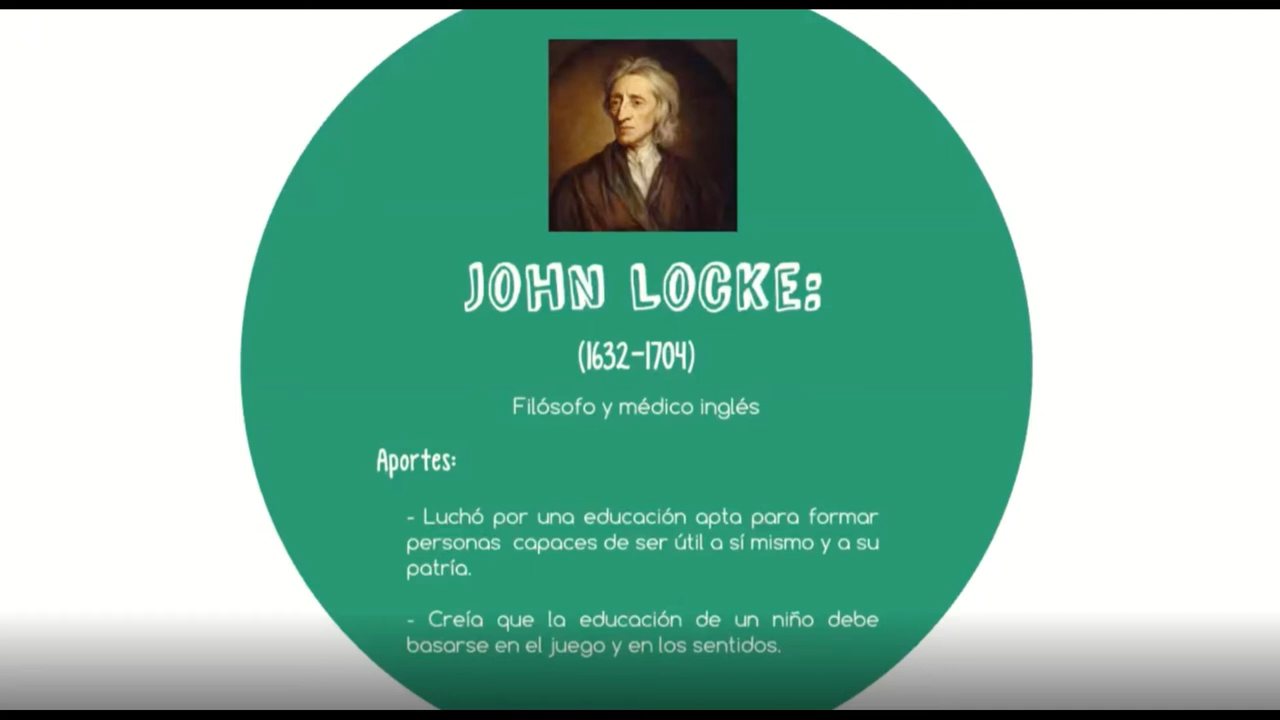 JOHN LOCKE:
(1632-1704)
Filósofo y médico inglés
Aportes:
- Luchó por una educación apta para formar
personas capaces de ser útil a sí mismo y a su
patría.
- Creía que la educación de un niño debe
basarse en el juego y en los sentidos.